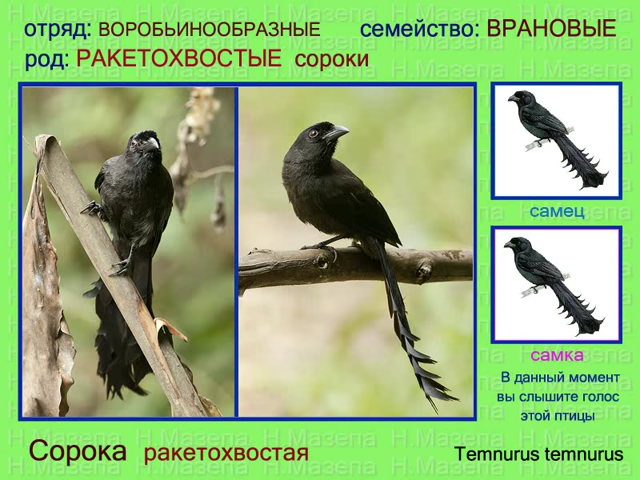 отряд: ВОРОБЬИНООБРАЗНЫЕ семейство: ВРАНОВЫЕ
род: РАКЕТОХВОСТЫЕ сороки
самец
самка
В данный момент
вы слышите голос
этой птицы
Сорока ракетохвостая Temnurus temnurus
Н.Мазепа